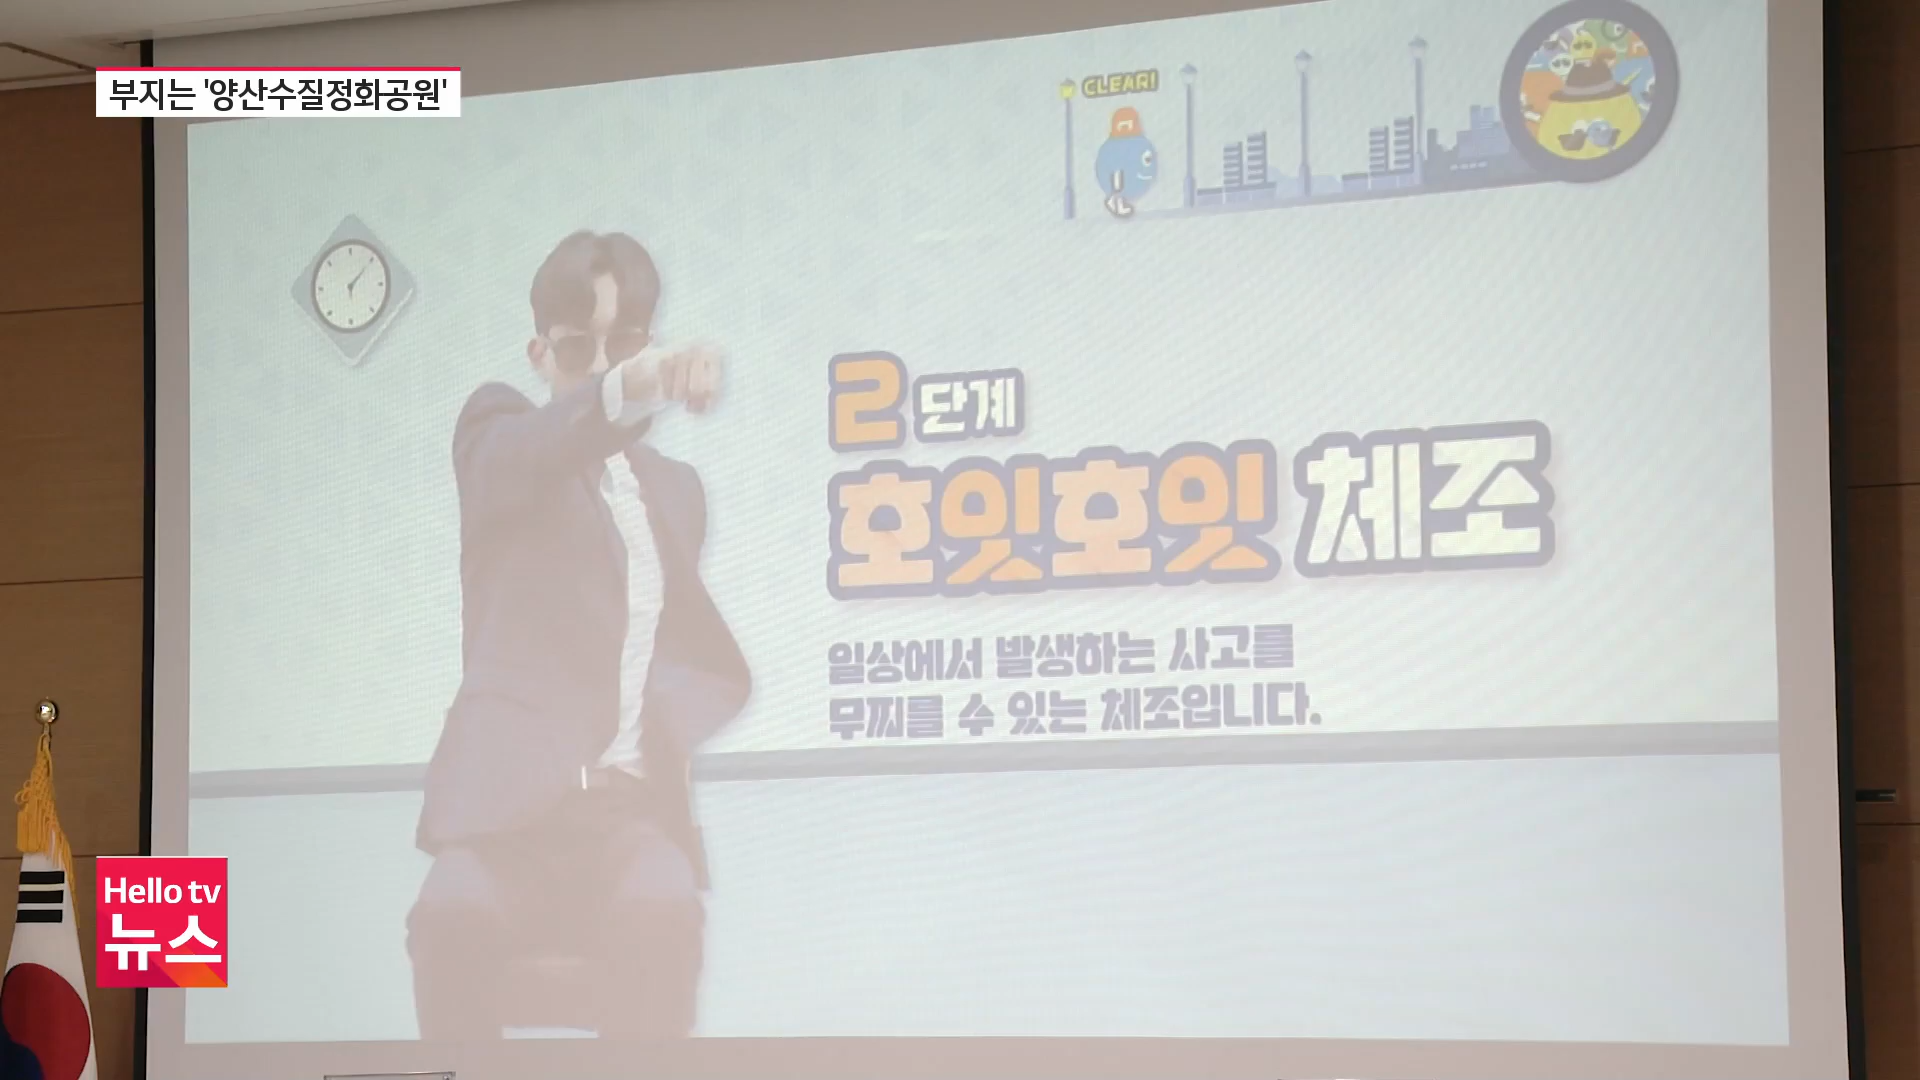 부지는 '양산수질정화공원'
CLEAR!
2단계
호잇호잇 체조
일상에서 발생하는 사고를
무찌를 수 있는 체조입니다.
Hello tv
뉴스